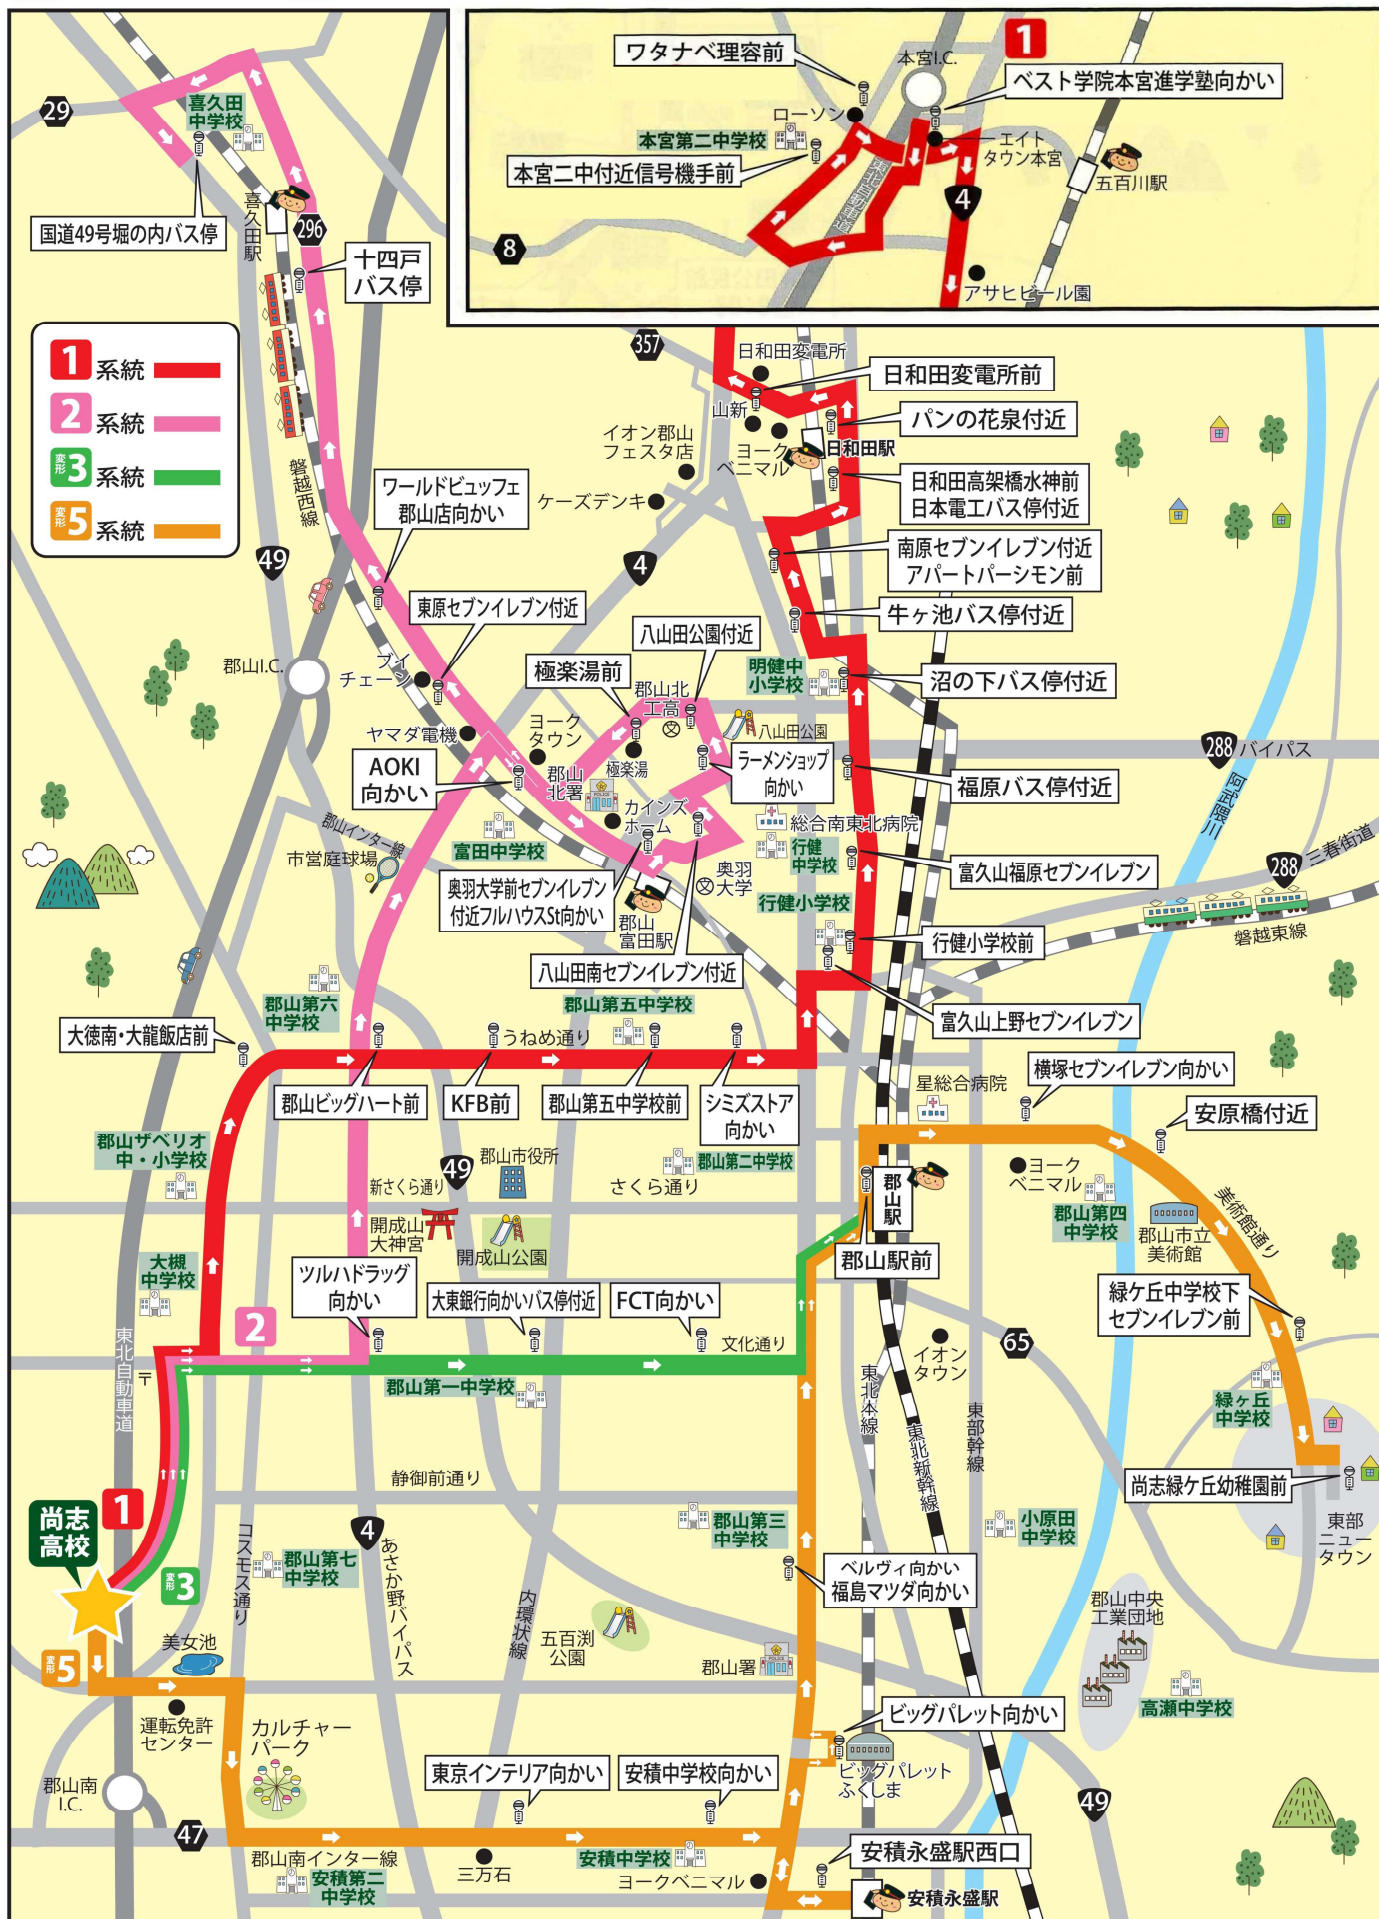 ワタナベ理容前
本宮I.C.
1
ベスト学院本宮進学塾向かい
ローソン
本宮第二中学校
エイト
タウン本宮
本宮二中付近信号機手前
東北自動車道
五百川駅
4
8
アサヒビール園
29
喜久田
中学校
国道49号堀の内バス停
喜久田駅
296
十四戸
バス停
1 系統
2 系統
変形3 系統
変形5 系統
357
日和田変電所
日和田変電所前
山新
パンの花泉付近
イオン郡山
フェスタ店
ヨーク
ベニマル
日和田駅
磐越西線
ワールドビュッフェ
郡山店向かい
ケーズデンキ
日和田高架橋水神前
日本電工バス停付近
南原セブンイレブン付近
アパートパーシモン前
49
4
東原セブンイレブン付近
八山田公園付近
牛ヶ池バス停付近
郡山I.C.
ブイ
チェーン
極楽湯前
郡山北
工高
明健中
小学校
沼の下バス停付近
ヤマダ電機
ヨーク
タウン
八山田公園
288 バイパス
AOKI
向かい
郡山
北署
極楽湯
ラーメンショップ
向かい
福原バス停付近
阿武隈川
カインズ
ホーム
総合南東北病院
郡山インター線
市営庭球場
富田中学校
行健
中学校
三春街道
288
奥羽
大学
富久山福原セブンイレブン
奥羽大学前セブンイレブン
付近フルハウスSt向かい
郡山
富田駅
行健小学校
行健小学校前
磐越東線
八山田南セブンイレブン付近
郡山第六
中学校
郡山第五中学校
富久山上野セブンイレブン
大徳南・大龍飯店前
うねめ通り
横塚セブンイレブン向かい
星総合病院
郡山ビッグハート前
KFB前
郡山第五中学校前
シミズストア
向かい
安原橋付近
郡山ザベリオ
中・小学校
49
郡山市役所
郡山第二中学校
ヨーク
ベニマル
新さくら通り
さくら通り
郡山駅
郡山第四
中学校
郡山市立
美術館
美術館通り
開成山
大神宮
開成山公園
郡山駅前
大槻
中学校
ツルハドラッグ
向かい
大東銀行向かいバス停付近
FCT向かい
緑ケ丘中学校下
セブンイレブン前
2
文化通り
東北自動車道
〒
イオン
タウン
65
郡山第一中学校
東北本線
東北新幹線
東部幹線
緑ヶ丘
中学校
静御前通り
尚志緑ケ丘幼稚園前
尚志
高校
1
コスモス通り
4
あさか野バイパス
内環状線
郡山第三
中学校
小原田
中学校
東部
ニュー
タウン
変形3
郡山第七
中学校
ベルヴィ向かい
福島マツダ向かい
郡山中央
工業団地
変形5
美女池
五百渕
公園
郡山署
高瀬中学校
運転免許
センター
カルチャー
パーク
ビッグパレット向かい
郡山南
I.C.
東京インテリア向かい
安積中学校向かい
ビッグパレット
ふくしま
49
47
郡山南インター線
安積第二
中学校
三万石
安積中学校
ヨークベニマル
安積永盛駅西口
安積永盛駅